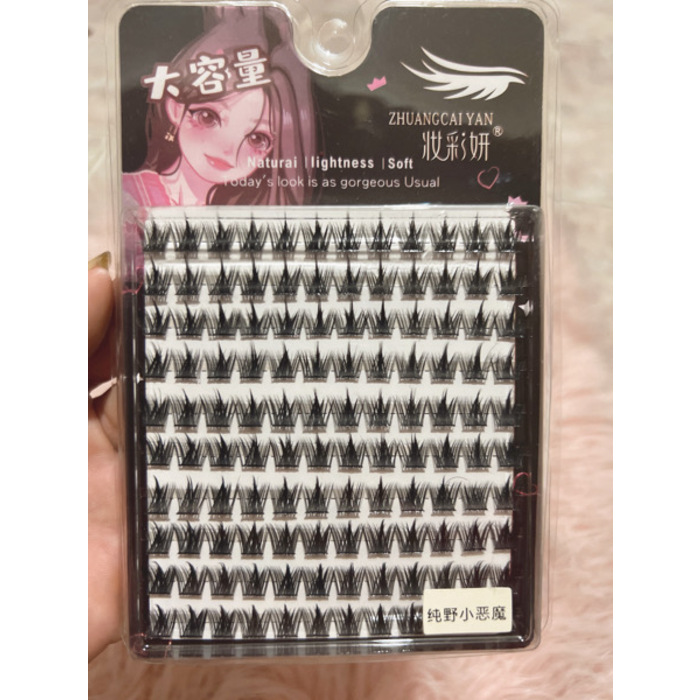 大容量
ZHUANGCAI YAN
妆彩妍®
Naturai | lightness | Soft
Today's look is as gorgeous Usual
纯野小恶魔